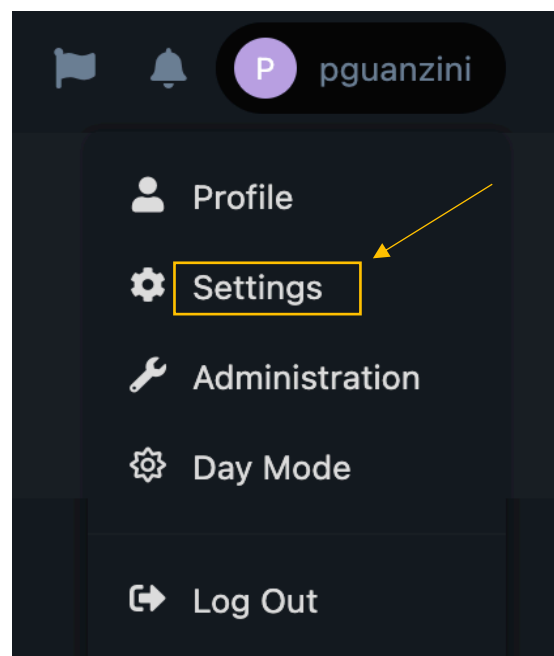 P pguanzini
Profile
Settings
Administration
Day Mode
Log Out